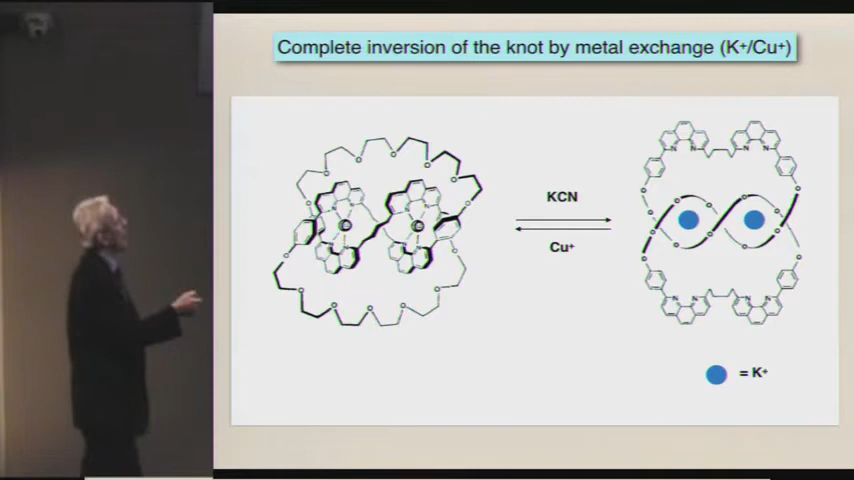 Complete inversion of the knot by metal exchange (K⁺/Cu⁺)
KCN
Cu⁺
= K⁺